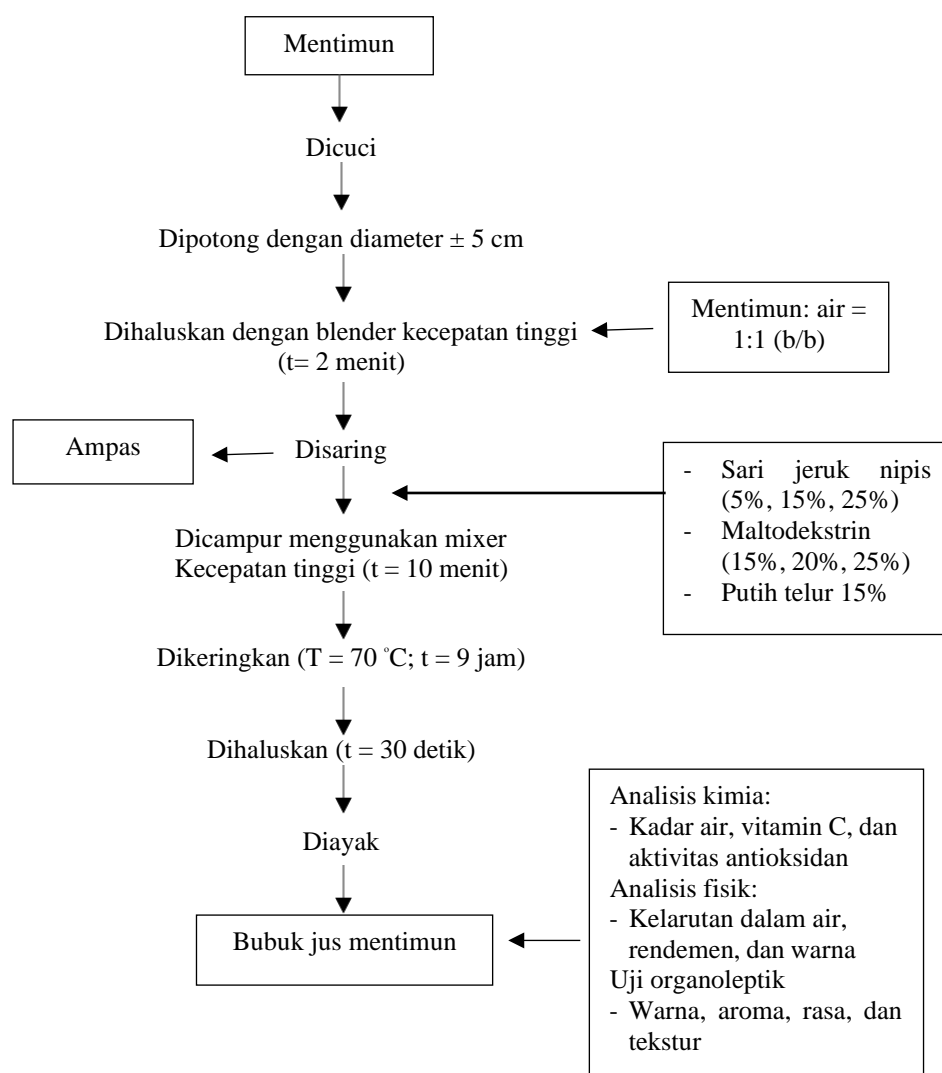 Mentimun
Dicuci
Dipotong dengan diameter ± 5 cm
Dihaluskan dengan blender kecepatan tinggi
(t= 2 menit)
Mentimun: air =
1:1 (b/b)
Ampas
Disaring
- Sari jeruk nipis
(5%, 15%, 25%)
- Maltodekstrin
(15%, 20%, 25%)
- Putih telur 15%
Dicampur menggunakan mixer
Kecepatan tinggi (t = 10 menit)
Dikeringkan (T = 70 °C; t = 9 jam)
Dihaluskan (t = 30 detik)
Diayak
Bubuk jus mentimun
Analisis kimia:
- Kadar air, vitamin C, dan
aktivitas antioksidan
Analisis fisik:
- Kelarutan dalam air,
rendemen, dan warna
Uji organoleptik
- Warna, aroma, rasa, dan
tekstur